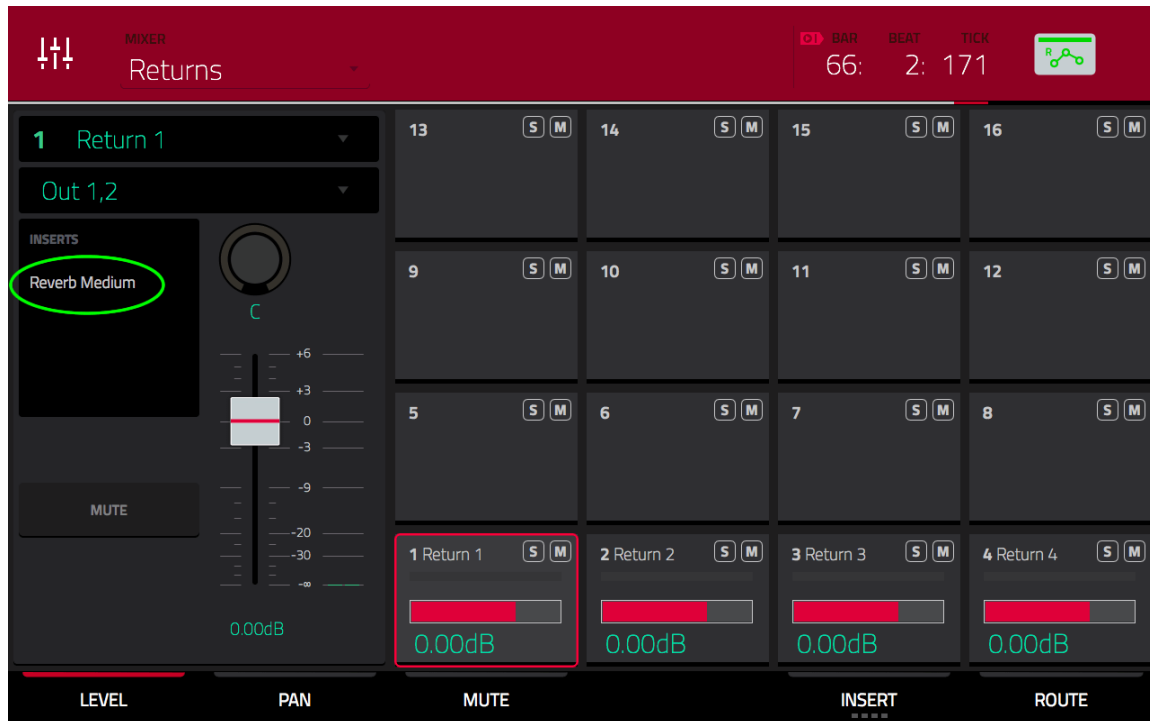 MIXER
Returns
D1 BAR BEAT TICK
66: 2: 171
R
1 Return 1
Out 1,2
INSERTS
Reverb Medium
C
+6
+3
0
-3
-9
-20
-30
-∞
0.00dB
MUTE
13 S M
14 S M
15 S M
16 S M
9 S M
10 S M
11 S M
12 S M
5 S M
6 S M
7 S M
8 S M
1 Return 1 S M
0.00dB
2 Return 2 S M
0.00dB
3 Return 3 S M
0.00dB
4 Return 4 S M
0.00dB
LEVEL PAN MUTE INSERT ROUTE